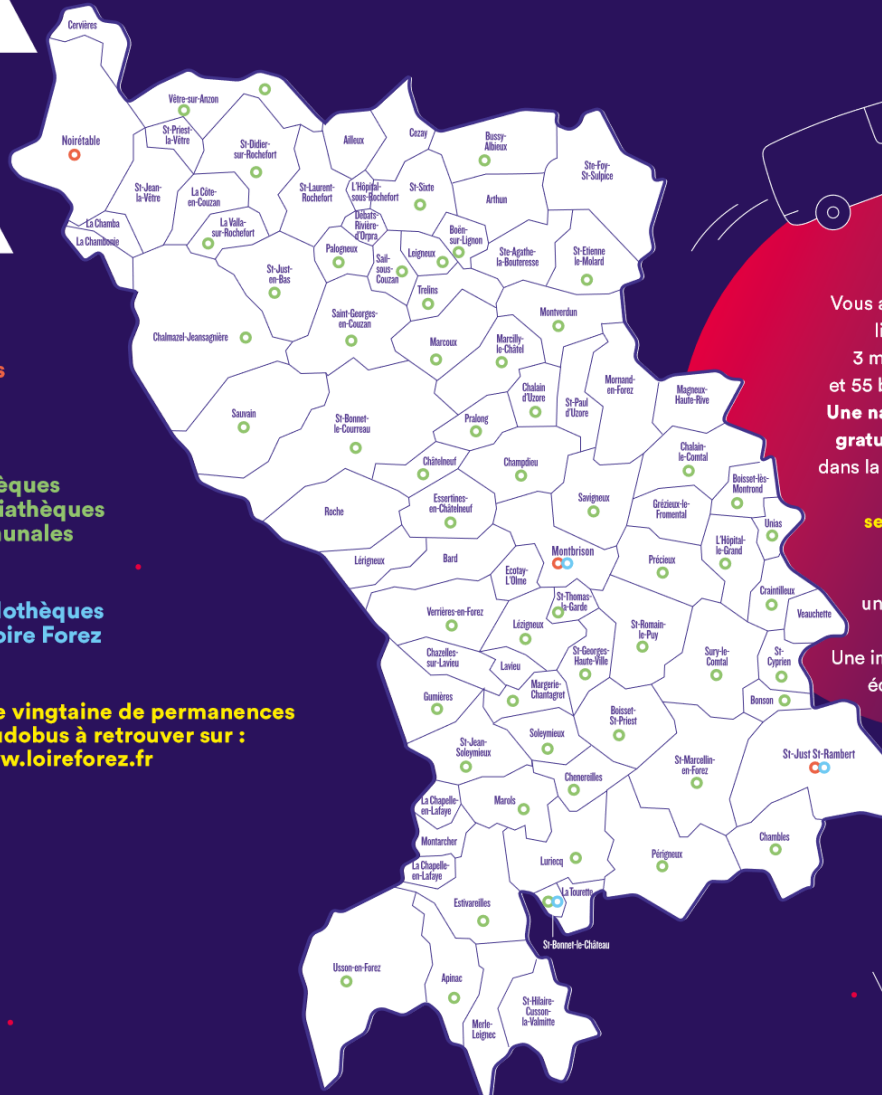 Cervières
Noirétable
Vêtre-sur-Anzon
St-Priest-
la-Vêtre
St-Didier-
sur-Rochefort
Ailleux
Cezay
Bussy-
Albieux
Ste-Foy-
St-Sulpice
St-Jean-
la-Vêtre
La Côte-
en-Couzan
St-Laurent-
Rochefort
L'Hôpital-
sous-Rochefort
St-Sixte
Arthun
La Chamba
La Chambonie
La Valla-
sur-Rochefort
Débats-
Rivière-
d'Orpra
Palogneux
Sail-
sous-
Couzan
Leigneux
Boën-
sur-Lignon
Ste-Agathe-
la-Bouteresse
St-Etienne
le-Molard
St-Just-
en-Bas
Trelins
Chalmazel-Jeansagnière
Saint-Georges-
en-Couzan
Marcoux
Marcilly-
le-Châtel
Montverdun
Sauvain
St-Bonnet-
le-Courreau
Pralong
Chalain
d'Uzore
St-Paul
d'Uzore
Mornand-
en-Forez
Magneux-
Haute-Rive
Châtelneuf
Champdieu
Chalain-
le-Comtal
Boisset-lès-
Montrond
Roche
Essertines-
en-Châtelneuf
Savigneux
Grézieux-le-
Fromental
Unias
L'Hôpital-
le-Grand
Lérigneux
Bard
Ecotay-
L'Olme
Montbrison
Précieux
Craintilleux
Veauchette
Verrières-en-Forez
St-Thomas-
la-Garde
Lézigneux
St-Romain-
le-Puy
Chazelles-
sur-Lavieu
Lavieu
St-Georges-
Haute-Ville
Sury-le-
Comtal
St-
Cyprien
Gumières
Margerie-
Chantagret
Bonson
Boisset-
St-Priest
St-Jean-
Soleymieux
Soleymieux
St-Marcellin-
en-Forez
St-Just St-Rambert
Chenereilles
La Chapelle-
en-Lafaye
Marols
Montarcher
La Chapelle-
en-Lafaye
Luriecq
Périgneux
Chambles
Estivareilles
La Tourette
St-Bonnet-le-Château
Usson-en-Forez
Apinac
Merle-
Leignec
St-Hilaire-
Cusson-
la-Valmitte
s
èques
iathèques
unales
lothèques
oire Forez
e vingtaine de permanences
udobus à retrouver sur :
w.loireforez.fr
Vous a
li
3 m
et 55 b
Une na
gratu
dans la
se
un
Une im
éc